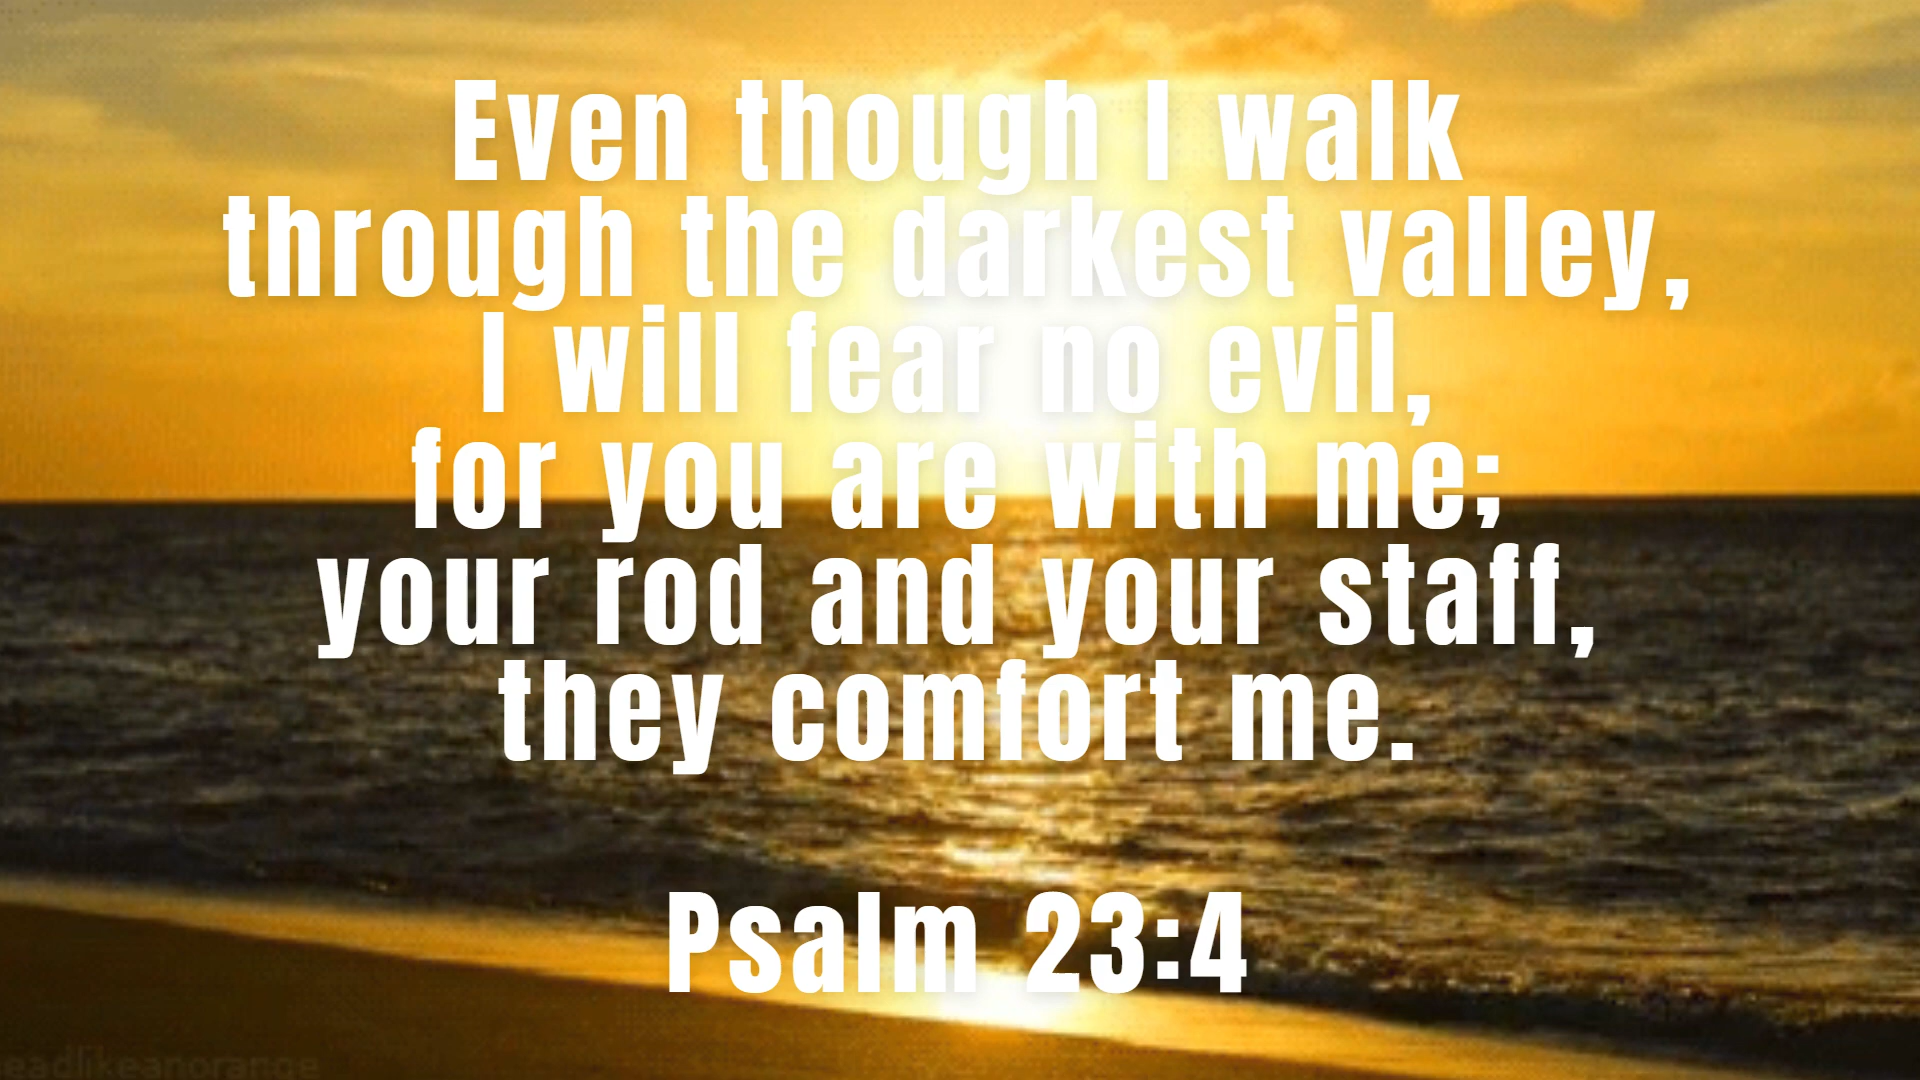 Even though I walk
through the darkest valley,
I will fear no evil,
for you are with me;
your rod and your staff,
they comfort me.
Psalm 23:4
eadlikeanorange